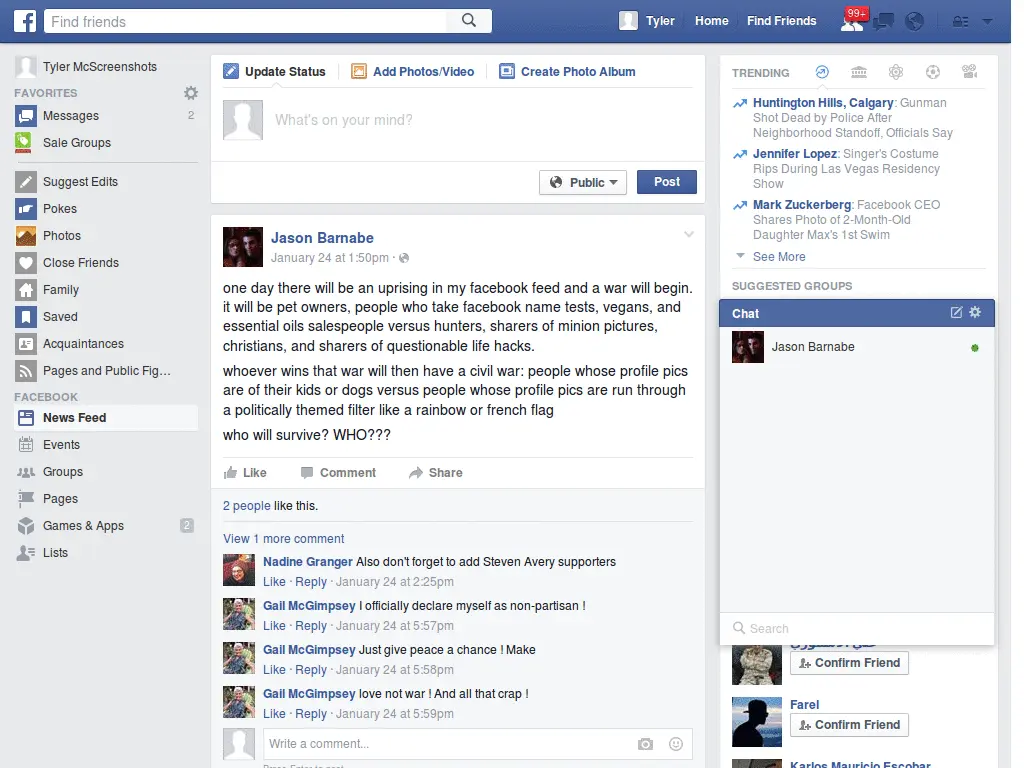 Find friends
Tyler
Home
Find Friends
99+
Tyler McScreenshots
FAVORITES
Messages
2
Sale Groups
Suggest Edits
Pokes
Photos
Close Friends
Family
Saved
Acquaintances
Pages and Public Fig…
FACEBOOK
News Feed
Events
Groups
Pages
Games & Apps
2
Lists
Update Status
Add Photos/Video
Create Photo Album
What's on your mind?
Public
Post
Jason Barnabe
January 24 at 1:50pm ·
one day there will be an uprising in my facebook feed and a war will begin.
it will be pet owners, people who take facebook name tests, vegans, and
essential oils salespeople versus hunters, sharers of minion pictures,
christians, and sharers of questionable life hacks.
whoever wins that war will then have a civil war: people whose profile pics
are of their kids or dogs versus people whose profile pics are run through
a politically themed filter like a rainbow or french flag
who will survive? WHO???
Like
Comment
Share
2 people like this.
View 1 more comment
Nadine Granger Also don't forget to add Steven Avery supporters
Like · Reply · January 24 at 2:25pm
Gail McGimpsey I officially declare myself as non-partisan !
Like · Reply · January 24 at 5:57pm
Gail McGimpsey Just give peace a chance ! Make
Like · Reply · January 24 at 5:58pm
Gail McGimpsey love not war ! And all that crap !
Like · Reply · January 24 at 5:59pm
Write a comment...
TRENDING
Huntington Hills, Calgary: Gunman
Shot Dead by Police After
Neighborhood Standoff, Officials Say
Jennifer Lopez: Singer's Costume
Rips During Las Vegas Residency
Show
Mark Zuckerberg: Facebook CEO
Shares Photo of 2-Month-Old
Daughter Max's 1st Swim
See More
SUGGESTED GROUPS
Chat
Jason Barnabe
Search
Confirm Friend
Farel
Confirm Friend
Karlos Mauricio Escobar